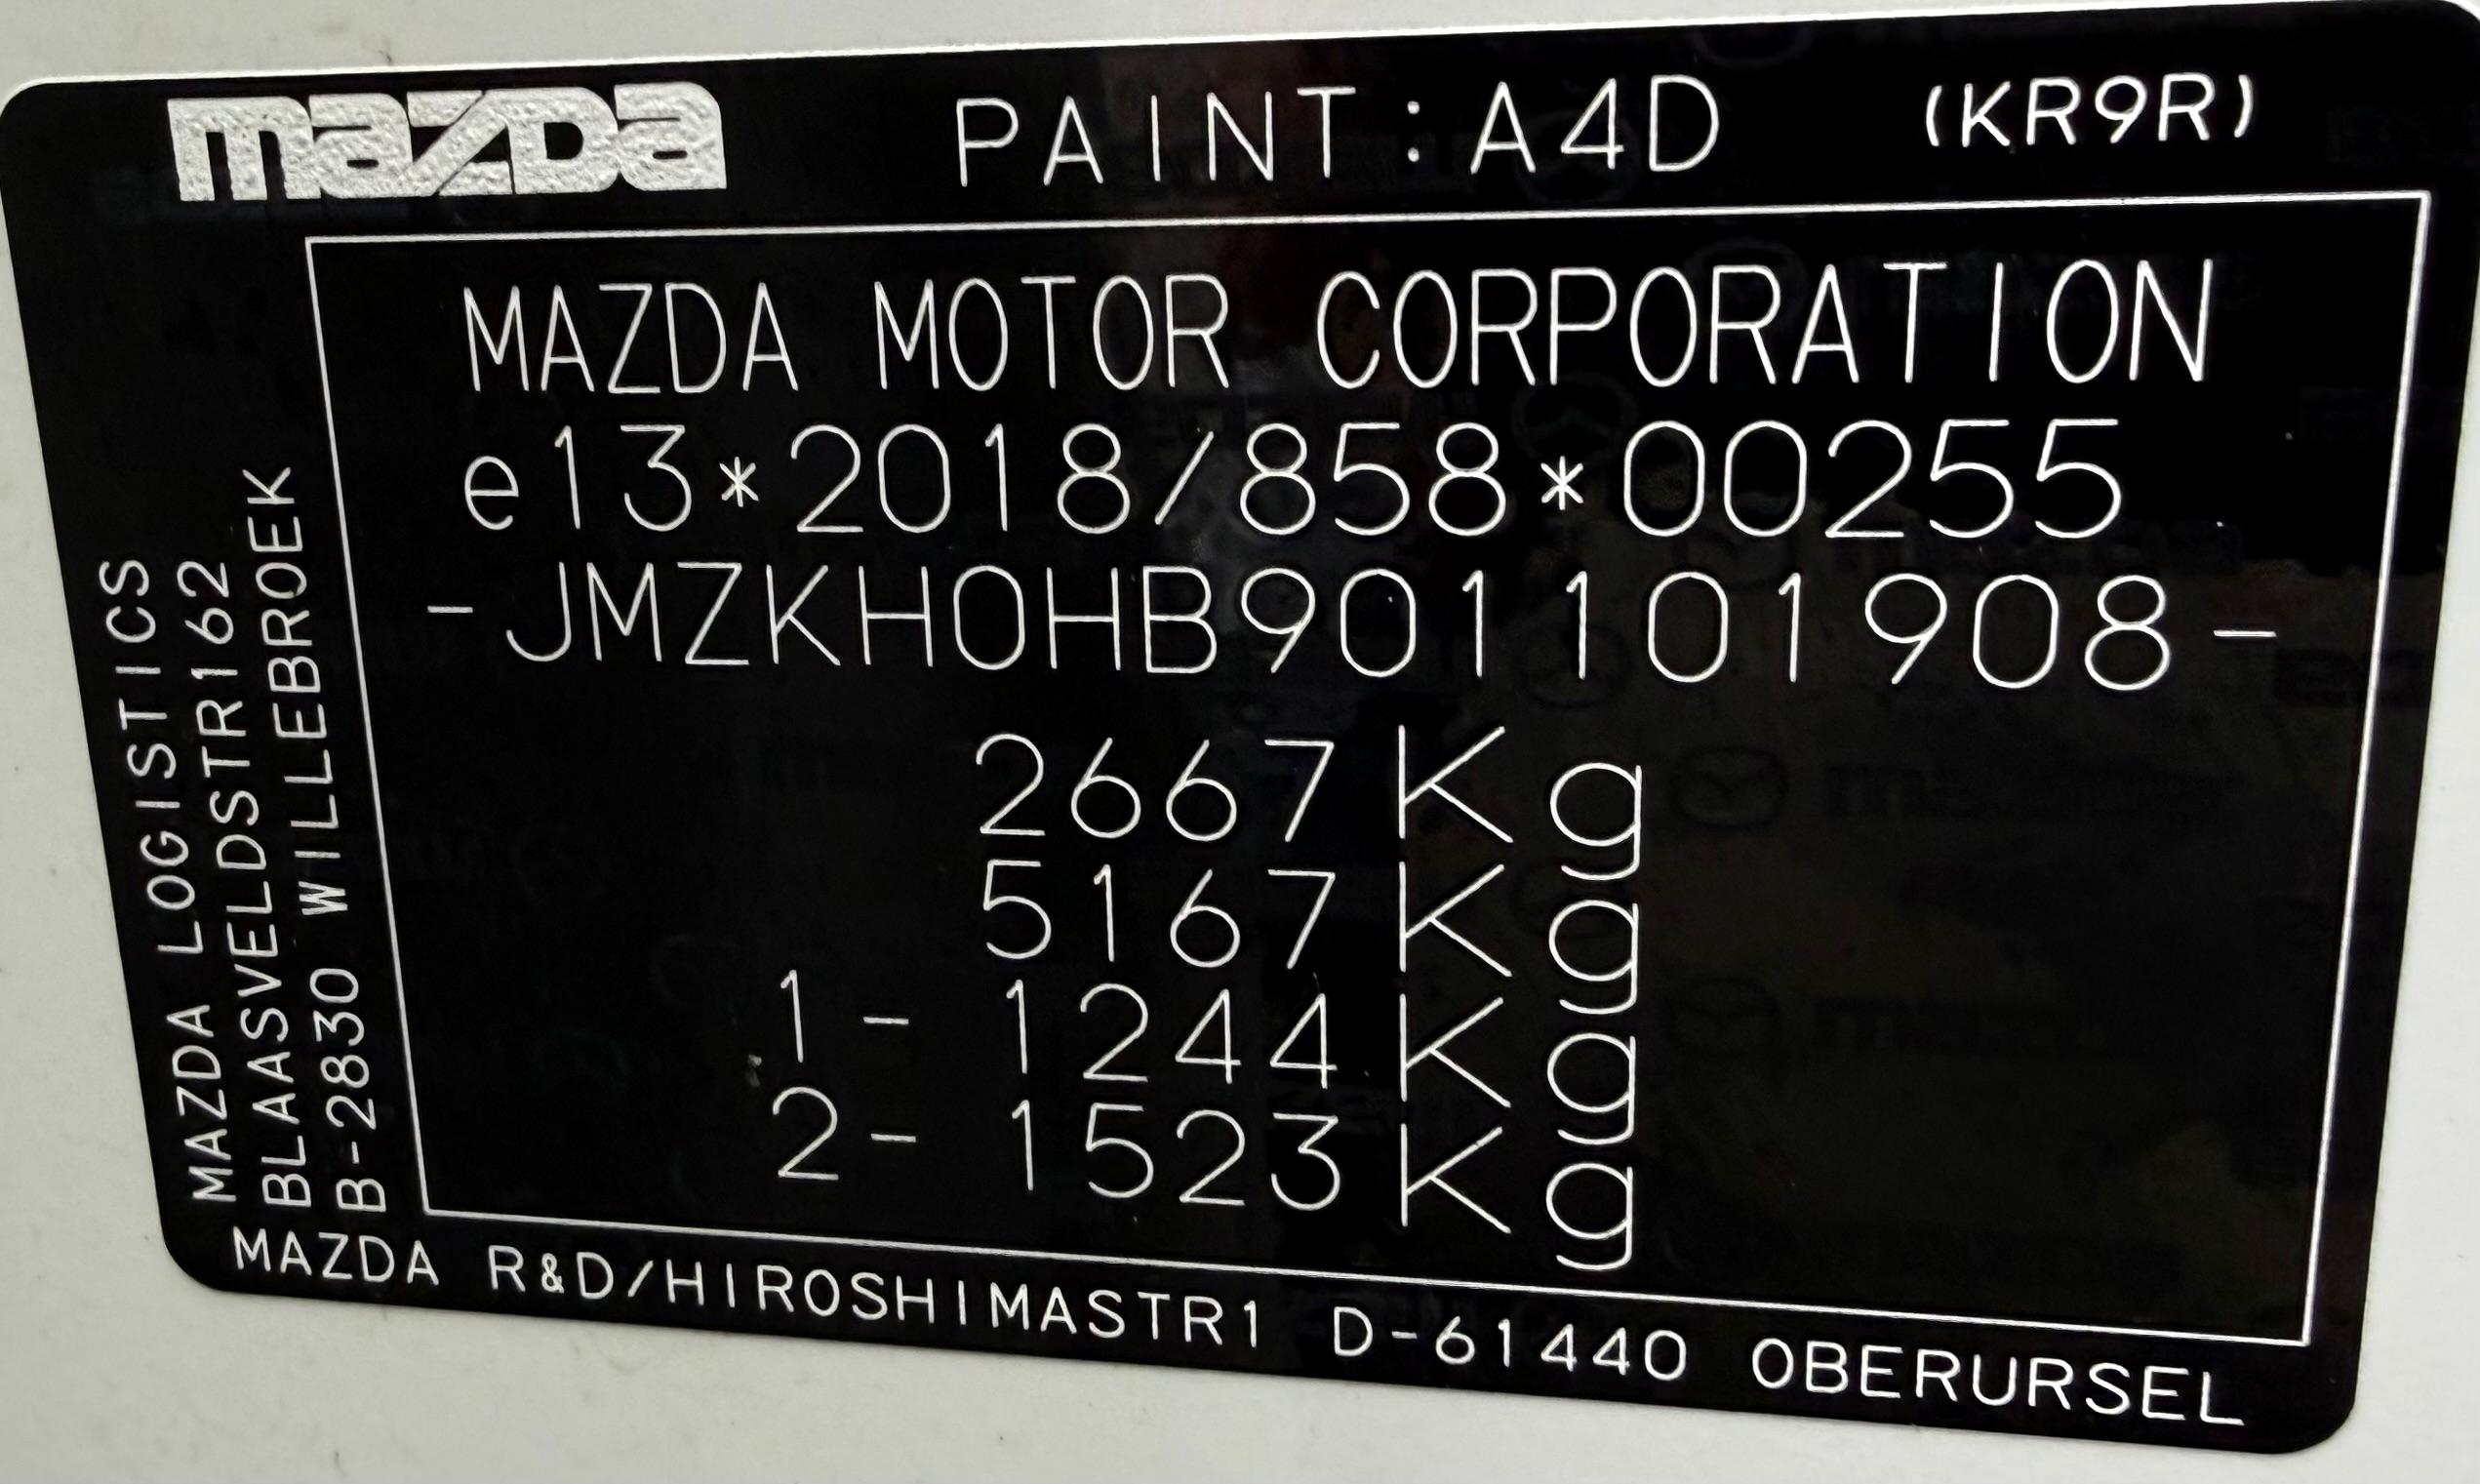 mazda PAINT:A4D (KR9R)
MAZDA MOTOR CORPORATION
e13*2018/858*00255
-JMZKH0HB901101908-
2667Kg
5167Kg
1- 1244Kg
2- 1523Kg
MAZDA LOGISTICS
BLAASVELDSTR162
B-2830 WILLEBROEK
MAZDA R&D/HIROSHIMASTR1 D-61440 OBERURSEL